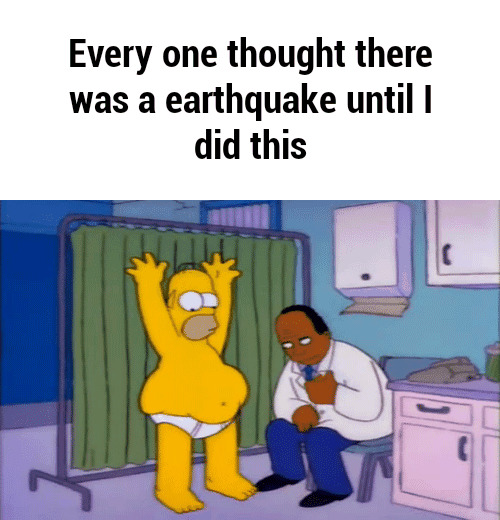 Every one thought there
was a earthquake until I
did this